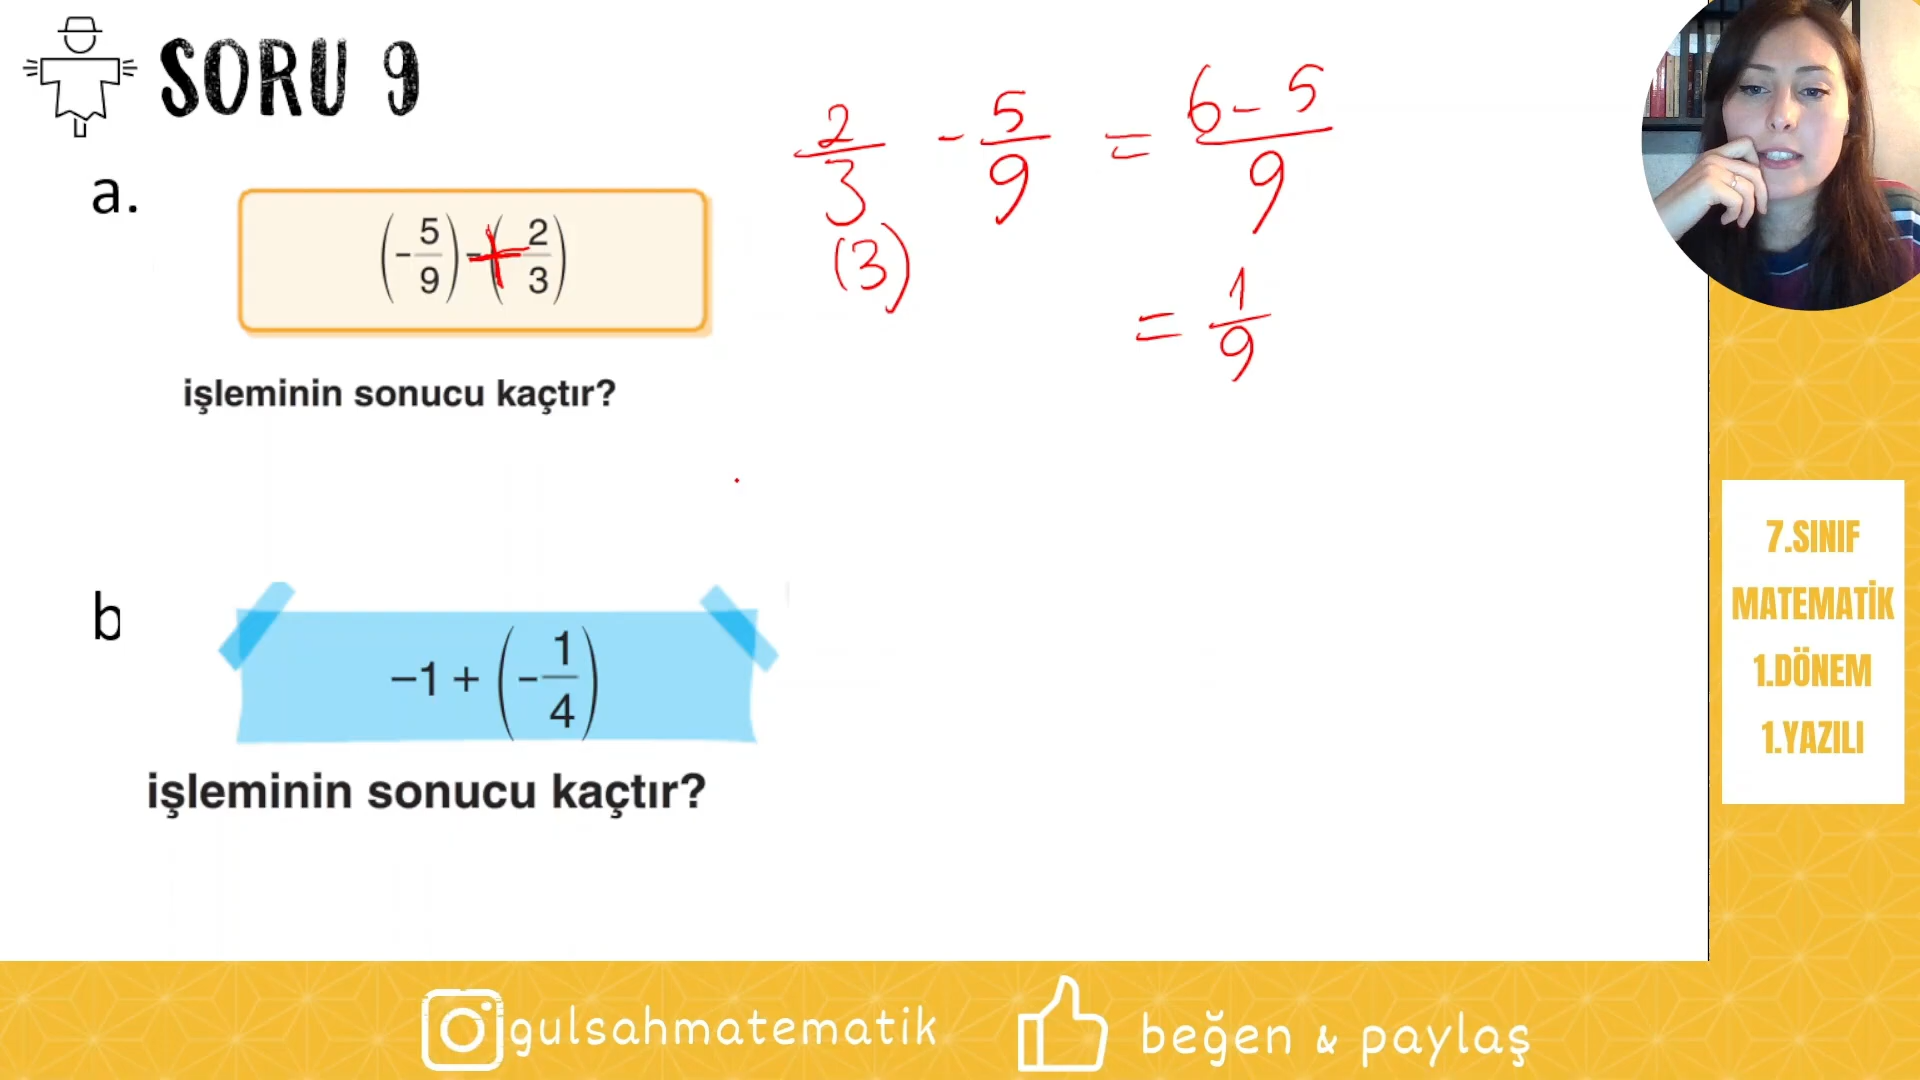 SORU 9
a.
(-5/9) - (+2/3)
işleminin sonucu kaçtır?
2/3 - 5/9 = 6-5/9
(3)
= 1/9
b
-1 + (-1/4)
işleminin sonucu kaçtır?
7.SINIF
MATEMATİK
1.DÖNEM
1.YAZILI
gulsahmatematik
beğen & paylaş